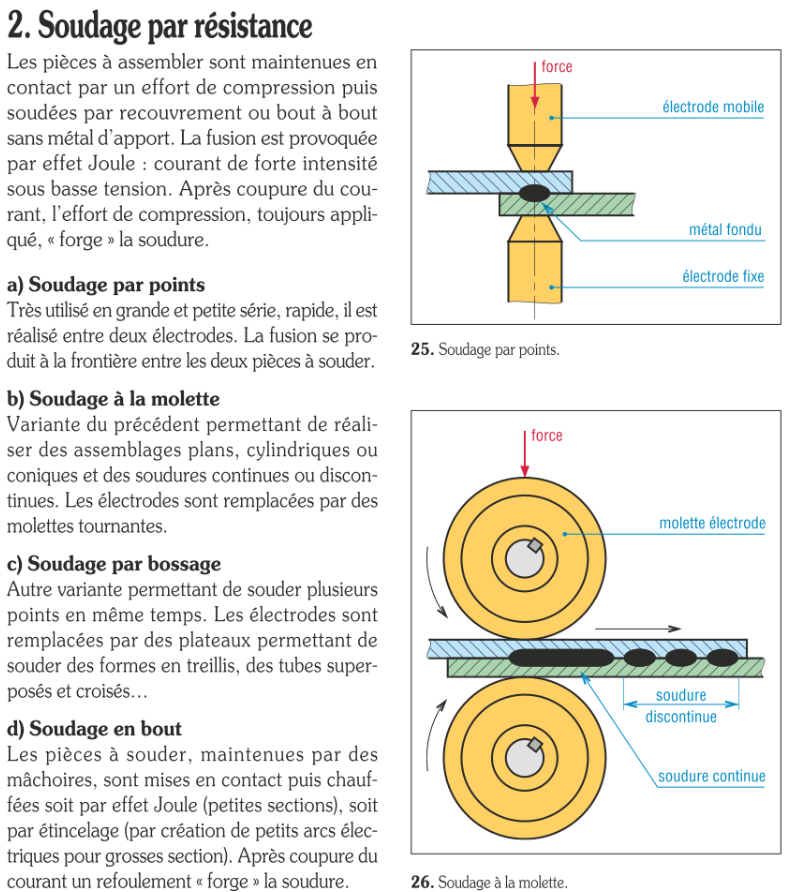 2. Soudage par résistance
Les pièces à assembler sont maintenues en
contact par un effort de compression puis
soudées par recouvrement ou bout à bout
sans métal d'apport. La fusion est provoquée
par effet Joule : courant de forte intensité
sous basse tension. Après coupure du cou-
rant, l'effort de compression, toujours appli-
qué, « forge » la soudure.
a) Soudage par points
Très utilisé en grande et petite série, rapide, il est
réalisé entre deux électrodes. La fusion se pro-
duit à la frontière entre les deux pièces à souder.
b) Soudage à la molette
Variante du précédent permettant de réali-
ser des assemblages plans, cylindriques ou
coniques et des soudures continues ou discon-
tinues. Les électrodes sont remplacées par des
molettes tournantes.
c) Soudage par bossage
Autre variante permettant de souder plusieurs
points en même temps. Les électrodes sont
remplacées par des plateaux permettant de
souder des formes en treillis, des tubes super-
posés et croisés…
d) Soudage en bout
Les pièces à souder, maintenues par des
mâchoires, sont mises en contact puis chauf-
fées soit par effet Joule (petites sections), soit
par étincelage (par création de petits arcs élec-
triques pour grosses section). Après coupure du
courant un refoulement « forge » la soudure.
force
électrode mobile
métal fondu
électrode fixe
25. Soudage par points.
force
molette électrode
soudure
discontinue
soudure continue
26. Soudage à la molette.